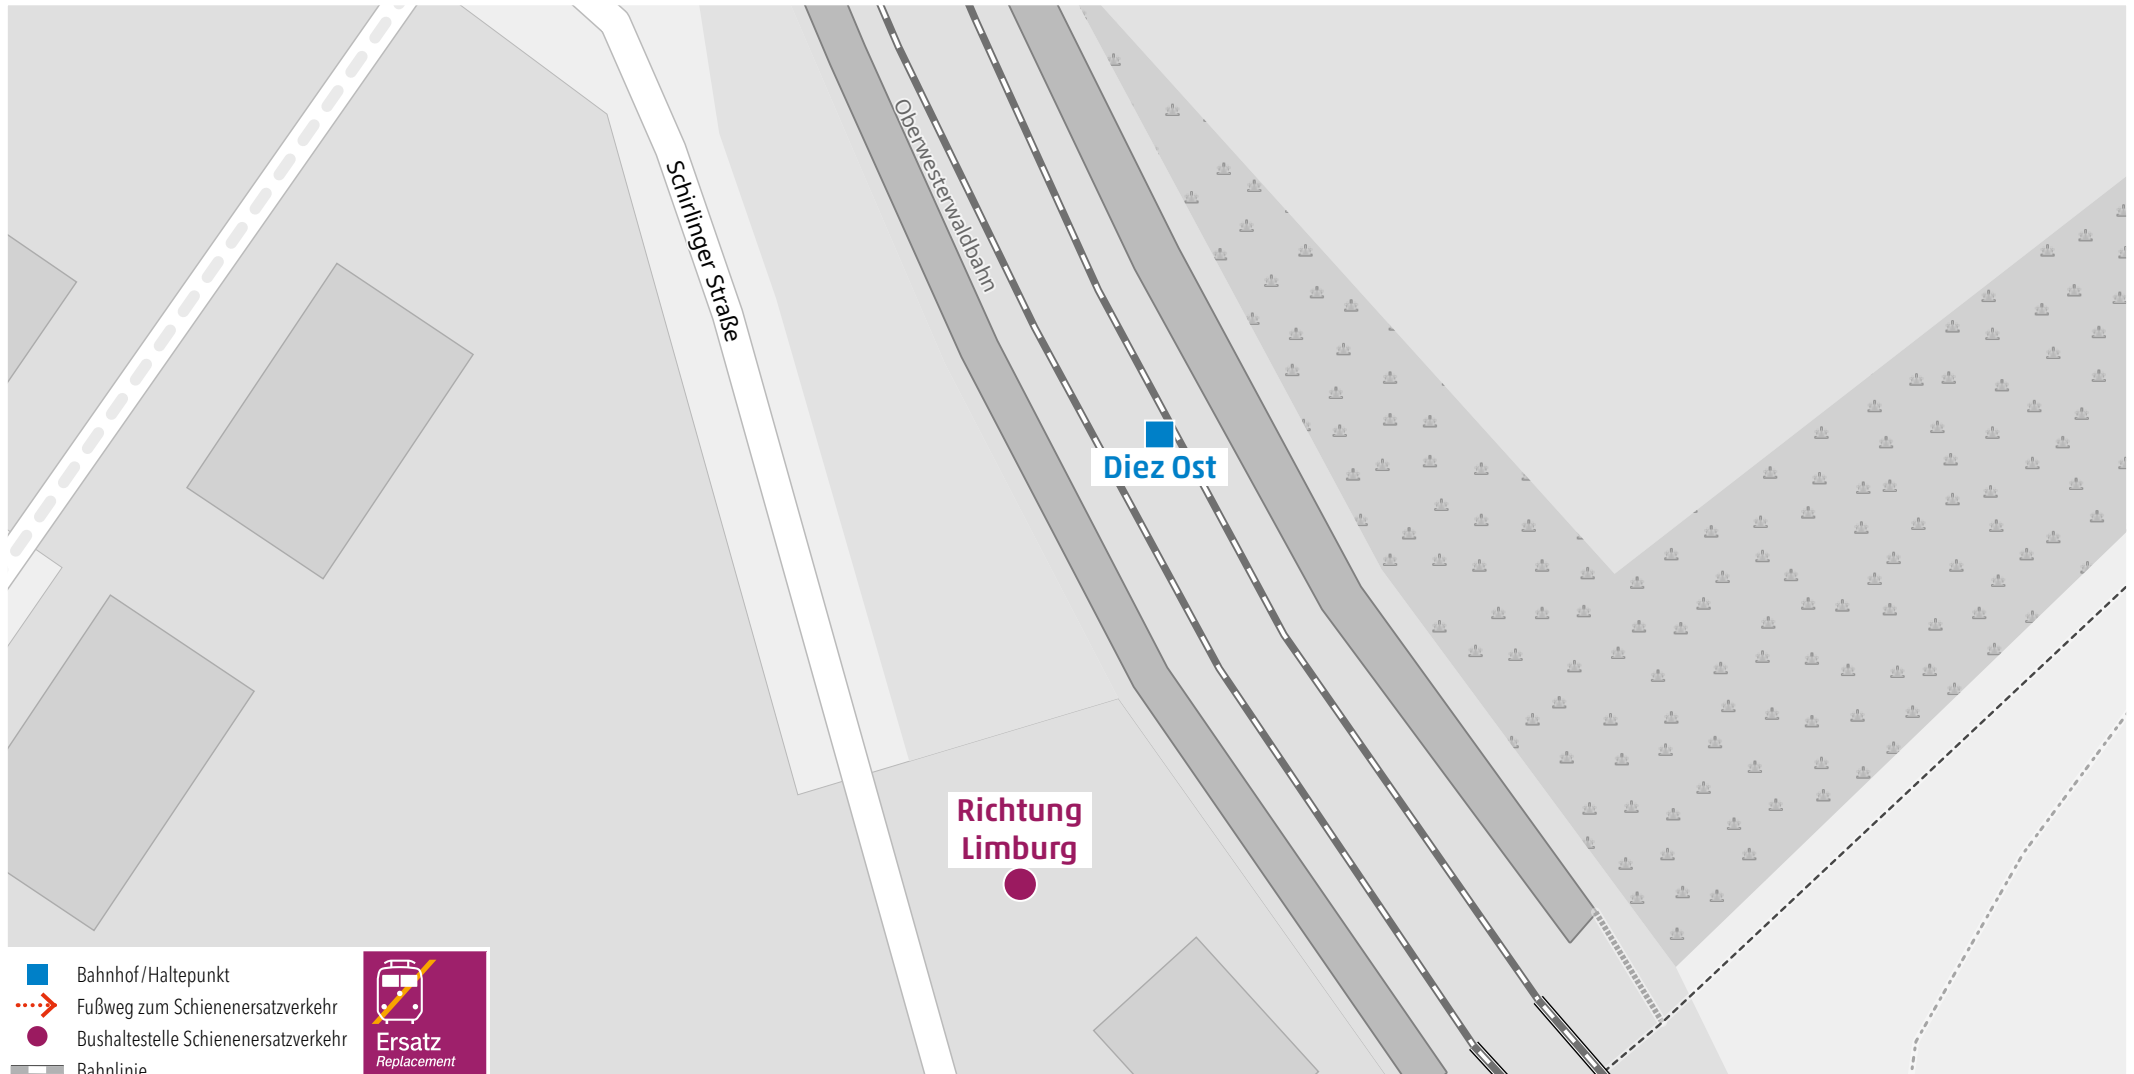 Oberwesterwaldbahn
Schirlinger Straße
Diez Ost
Richtung
Limburg
Bahnhof/Haltepunkt
Fußweg zum Schienenersatzverkehr
Bushaltestelle Schienenersatzverkehr
Bahnlinie
Ersatz
Replacement